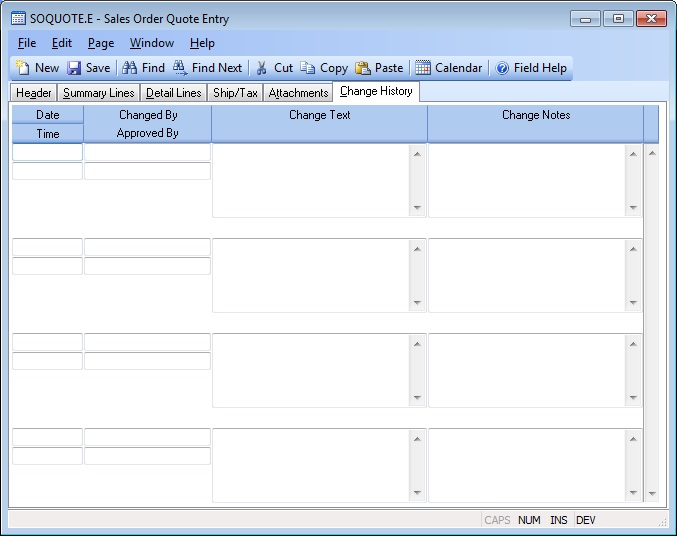 SOQUOTE.E - Sales Order Quote Entry
File Edit Page Window Help
New Save Find Find Next Cut Copy Paste Calendar Field Help
Header Summary Lines Detail Lines Ship/Tax Attachments Change History
Date Changed By Change Text Change Notes
Time Approved By
CAPS NUM INS DEV